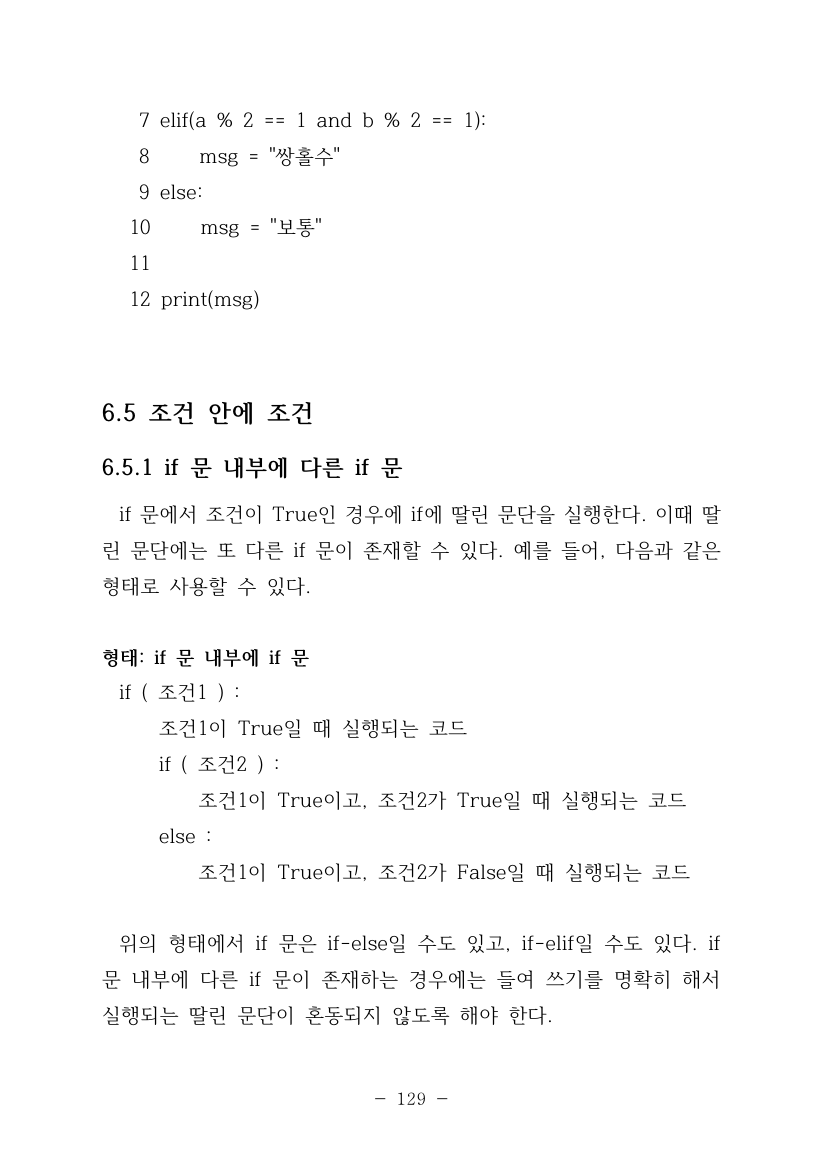 7 elif(a % 2 == 1 and b % 2 == 1):
8     msg = "쌍홀수"
9 else:
10     msg = "보통"
11
12 print(msg)
6.5 조건 안에 조건
6.5.1 if 문 내부에 다른 if 문
if 문에서 조건이 True인 경우에 if에 딸린 문단을 실행한다. 이때 딸
린 문단에는 또 다른 if 문이 존재할 수 있다. 예를 들어, 다음과 같은
형태로 사용할 수 있다.
형태: if 문 내부에 if 문
if ( 조건1 ) :
    조건1이 True일 때 실행되는 코드
    if ( 조건2 ) :
        조건1이 True이고, 조건2가 True일 때 실행되는 코드
    else :
        조건1이 True이고, 조건2가 False일 때 실행되는 코드
위의 형태에서 if 문은 if-else일 수도 있고, if-elif일 수도 있다. if
문 내부에 다른 if 문이 존재하는 경우에는 들여 쓰기를 명확히 해서
실행되는 딸린 문단이 혼동되지 않도록 해야 한다.
- 129 -